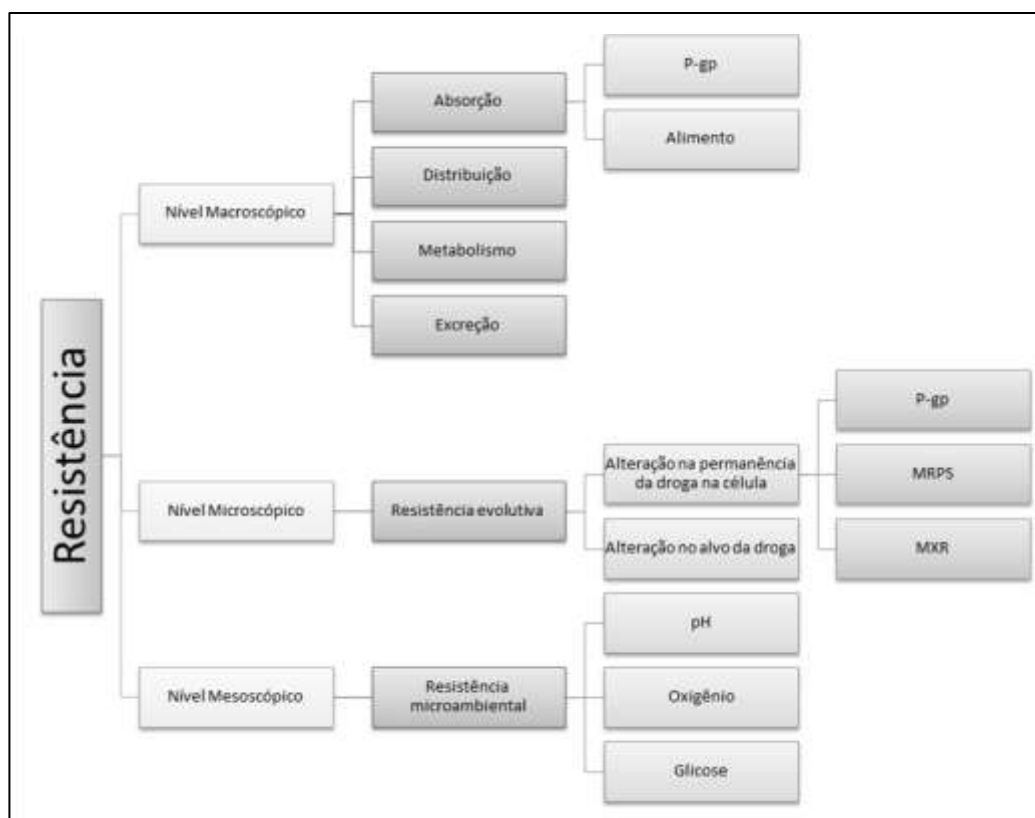 Resistência
Nível Macroscópico
Absorção
P-gp
Alimento
Distribuição
Metabolismo
Excreção
Nível Microscópico
Resistência evolutiva
Alteração na permanência
da droga na célula
P-gp
MRPS
MXR
Alteração no alvo da droga
Nível Mesoscópico
Resistência
microambiental
pH
Oxigênio
Glicose